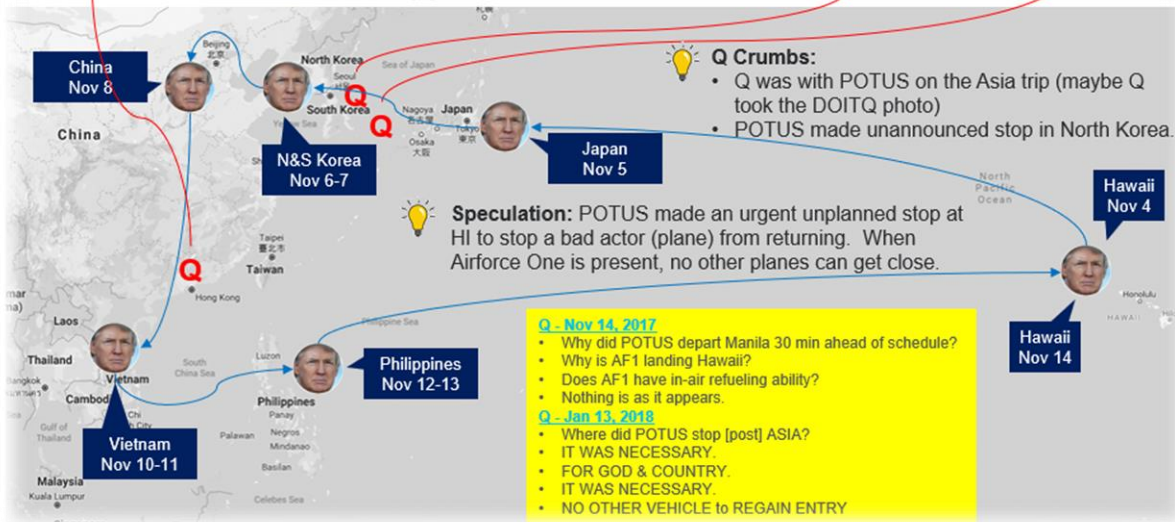 札幌
Beijing
北京
North Korea
Sea of Japan
Seoul
서울
South Korea
Nagoya
名古屋
Japan
Tokyo
東京
Osaka
大阪
China
Yellow Sea
China
Nov 8
Q
Q
N&S Korea
Nov 6-7
Japan
Nov 5
Q Crumbs:
• Q was with POTUS on the Asia trip (maybe Q
took the DOITQ photo)
• POTUS made unannounced stop in North Korea
North
Pacific
Ocean
Hawaii
Nov 4
Speculation: POTUS made an urgent unplanned stop at
HI to stop a bad actor (plane) from returning. When
Airforce One is present, no other planes can get close.
Q
Taipei
臺北市
Taiwan
Hong Kong
Honolulu
HAWAII
Hawaii
Nov 14
Laos
Thailand
Bangkok
Vietnam
South
China Sea
Philippine Sea
Luzon
Philippines
Panay
Negros
Mindanao
Palawan
Basilan
Celebes Sea
Gulf of
Thailand
Malaysia
Kuala Lumpur
Vietnam
Nov 10-11
Philippines
Nov 12-13
Q - Nov 14, 2017
• Why did POTUS depart Manila 30 min ahead of schedule?
• Why is AF1 landing Hawaii?
• Does AF1 have in-air refueling ability?
• Nothing is as it appears.
Q - Jan 13, 2018
• Where did POTUS stop [post] ASIA?
• IT WAS NECESSARY.
• FOR GOD & COUNTRY.
• IT WAS NECESSARY.
• NO OTHER VEHICLE to REGAIN ENTRY